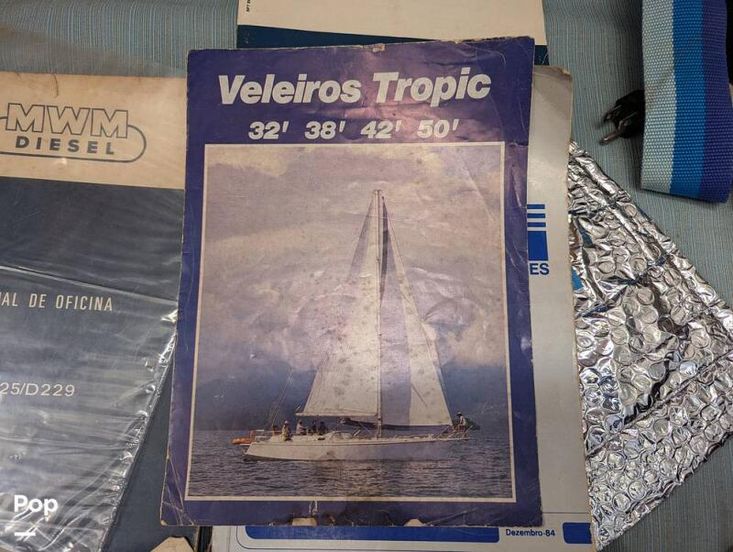 Veleiros Tropic
32' 38' 42' 50'
MWM
DIESEL
AL DE OFICINA
25/D229
ES
Dezembro-84
Pop